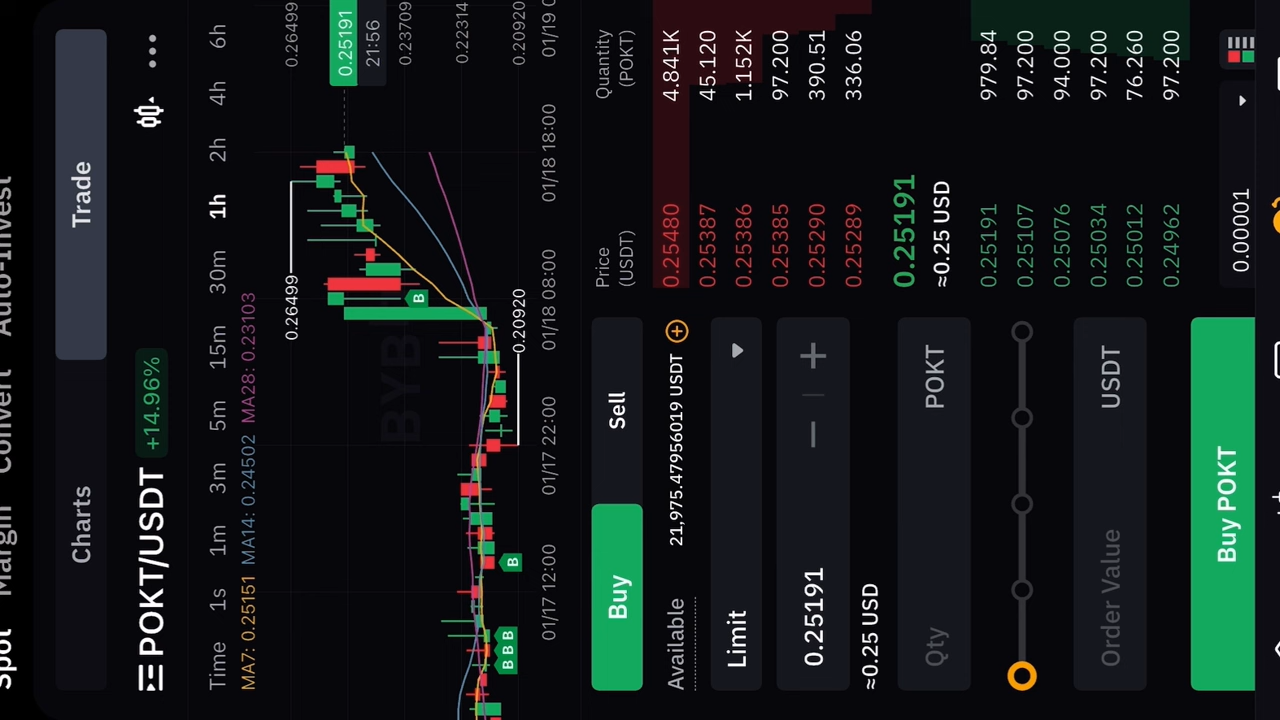 Spot Margin Convert Auto-Invest
Charts Trade
POKT/USDT +14.96%
Time 1s 1m 3m 5m 15m 30m 1h 2h 4h 6h
MA7: 0.25151 MA14: 0.24502 MA28: 0.23103
0.26499 0.26499
0.25191
21:56
0.23709
0.22314
B
BYB
B B B B
0.20920 0.20920
01/17 12:00 01/17 22:00 01/18 08:00 01/18 18:00 01/19 0
Buy Sell
Available 21,975.47956019 USDT
Limit
0.25191
≈0.25 USD
Qty POKT
Order Value USDT
Buy POKT
Price (USDT) Quantity (POKT)
0.25480 4.841K
0.25387 45.120
0.25386 1.152K
0.25385 97.200
0.25290 390.51
0.25289 336.06
0.25191
≈0.25 USD
0.25191 979.84
0.25107 97.200
0.25076 94.000
0.25034 97.200
0.25012 76.260
0.24962 97.200
0.00001